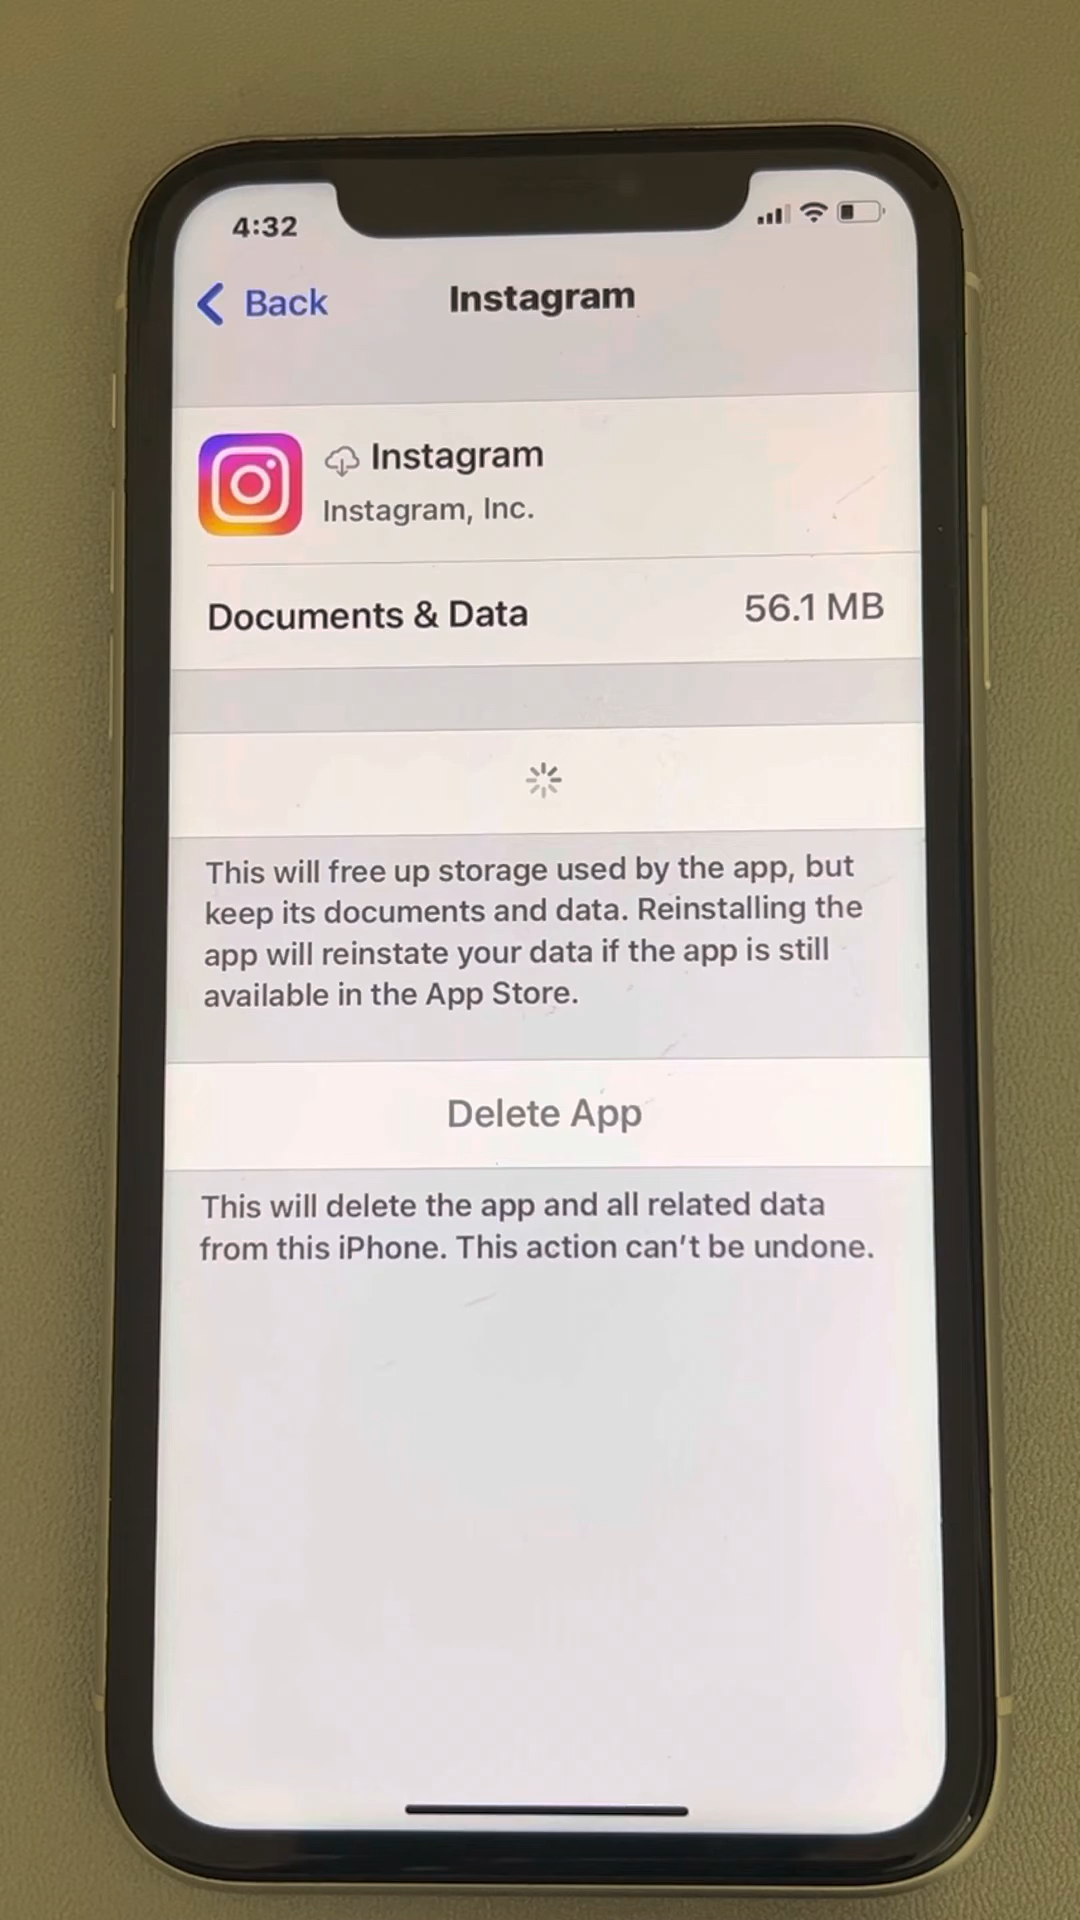 4:32
Back
Instagram
Instagram
Instagram, Inc.
Documents & Data 56.1 MB
This will free up storage used by the app, but
keep its documents and data. Reinstalling the
app will reinstate your data if the app is still
available in the App Store.
Delete App
This will delete the app and all related data
from this iPhone. This action can't be undone.